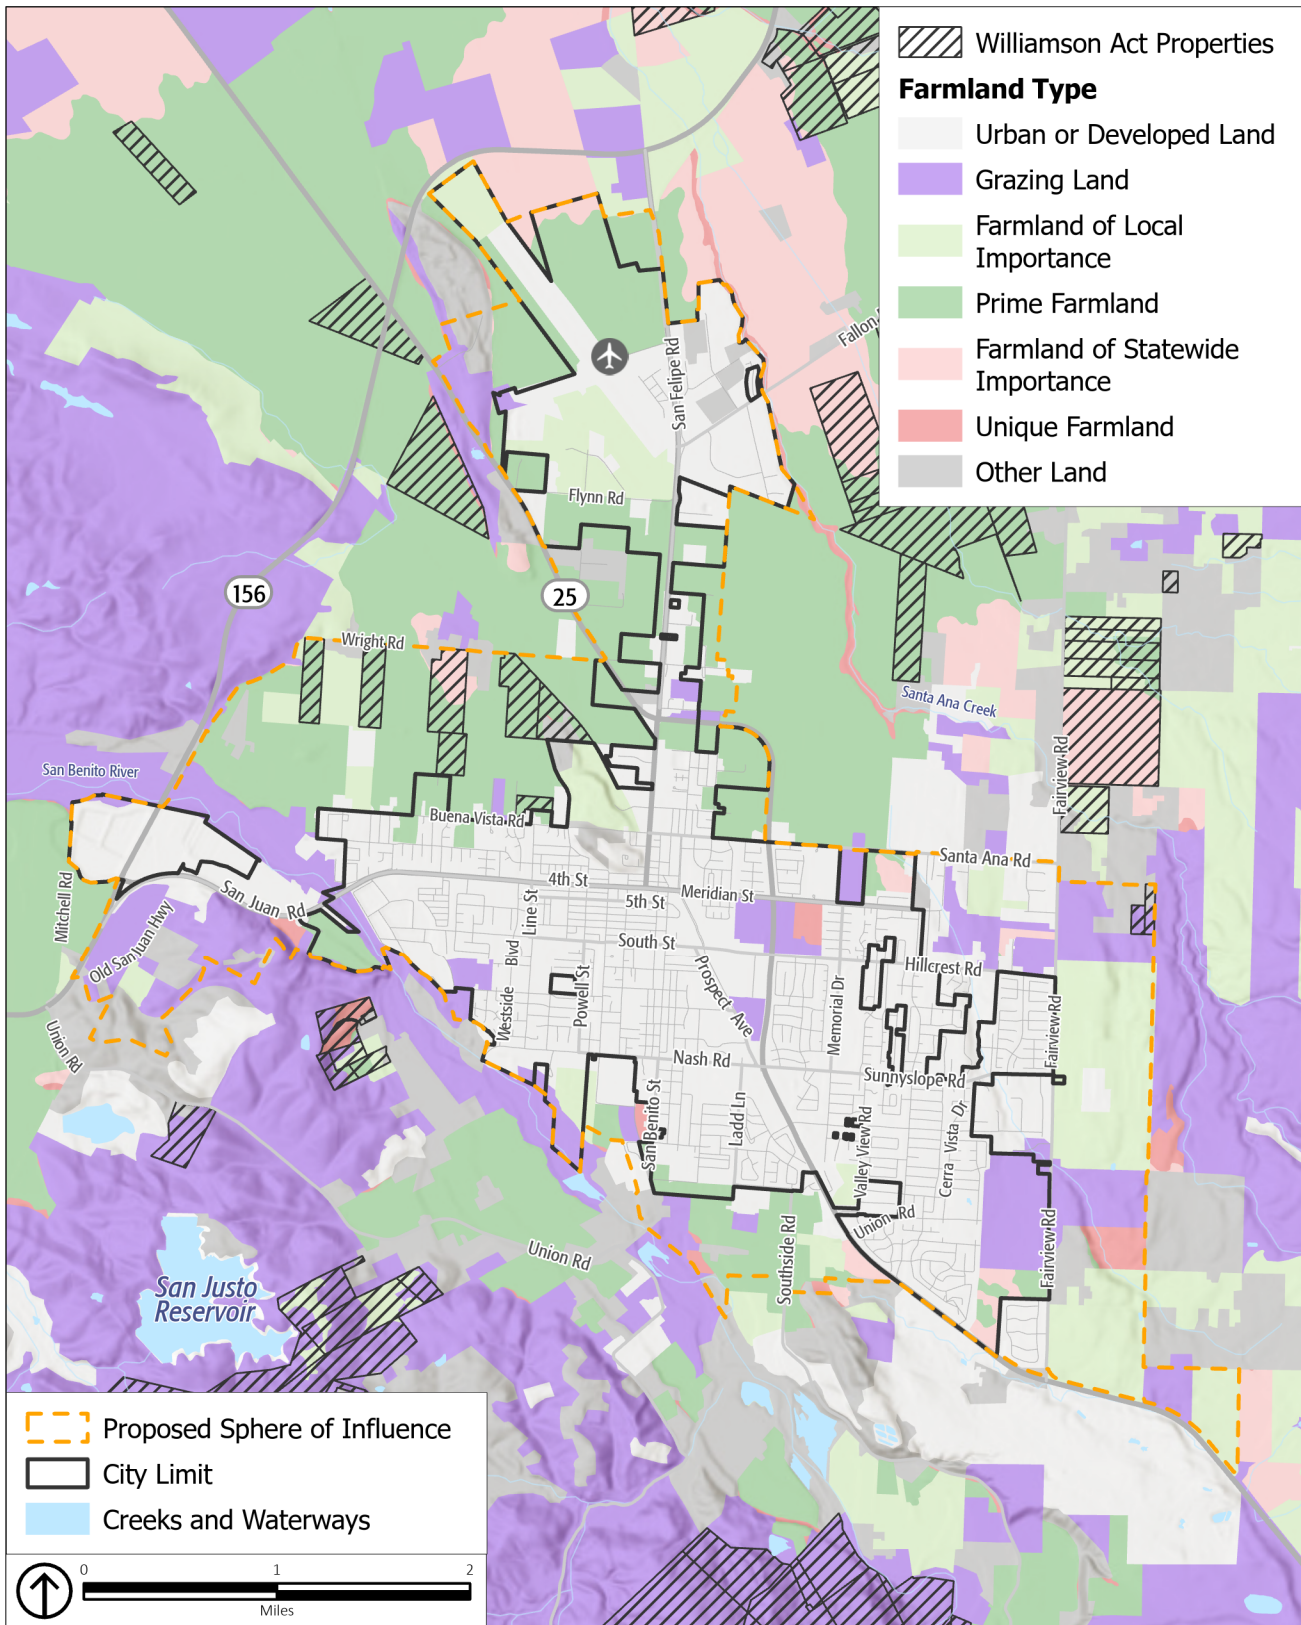 Williamson Act Properties
Farmland Type
Urban or Developed Land
Grazing Land
Farmland of Local
Importance
Prime Farmland
Farmland of Statewide
Importance
Unique Farmland
Other Land
Fallon
San Felipe Rd
Flynn Rd
156
25
Wright Rd
Santa Ana Creek
Fairview Rd
San Benito River
Buena Vista Rd
Santa Ana Rd
4th St
Meridian St
5th St
Line St
San Juan Rd
Mitchell Rd
Old San Juan Hwy
South St
Westside Blvd
Powell St
Prospect Ave
Hillcrest Rd
Memorial Dr
Fairview Rd
Union Rd
Nash Rd
Sunnyslope Rd
San Benito St
Ladd Ln
Valley View Rd
Cerra Vista Dr
Union Rd
Union Rd
Southside Rd
Fairview Rd
San Justo
Reservoir
Proposed Sphere of Influence
City Limit
Creeks and Waterways
0 1 2
Miles